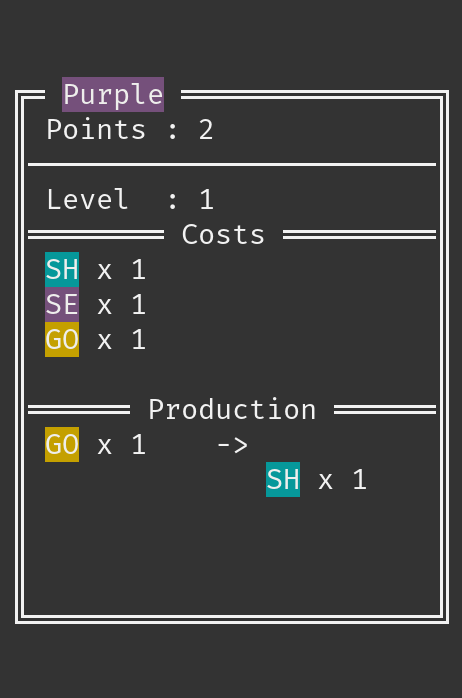 Purple
Points : 2
Level  : 1
Costs
SH x 1
SE x 1
GO x 1
Production
GO x 1    ->
SH x 1